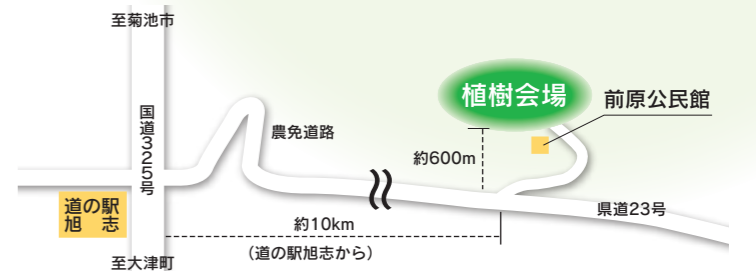 至菊池市
国道325号
農免道路
植樹会場
前原公民館
約600m
道の駅
旭 志
県道23号
約10km
(道の駅旭志から)
至大津町